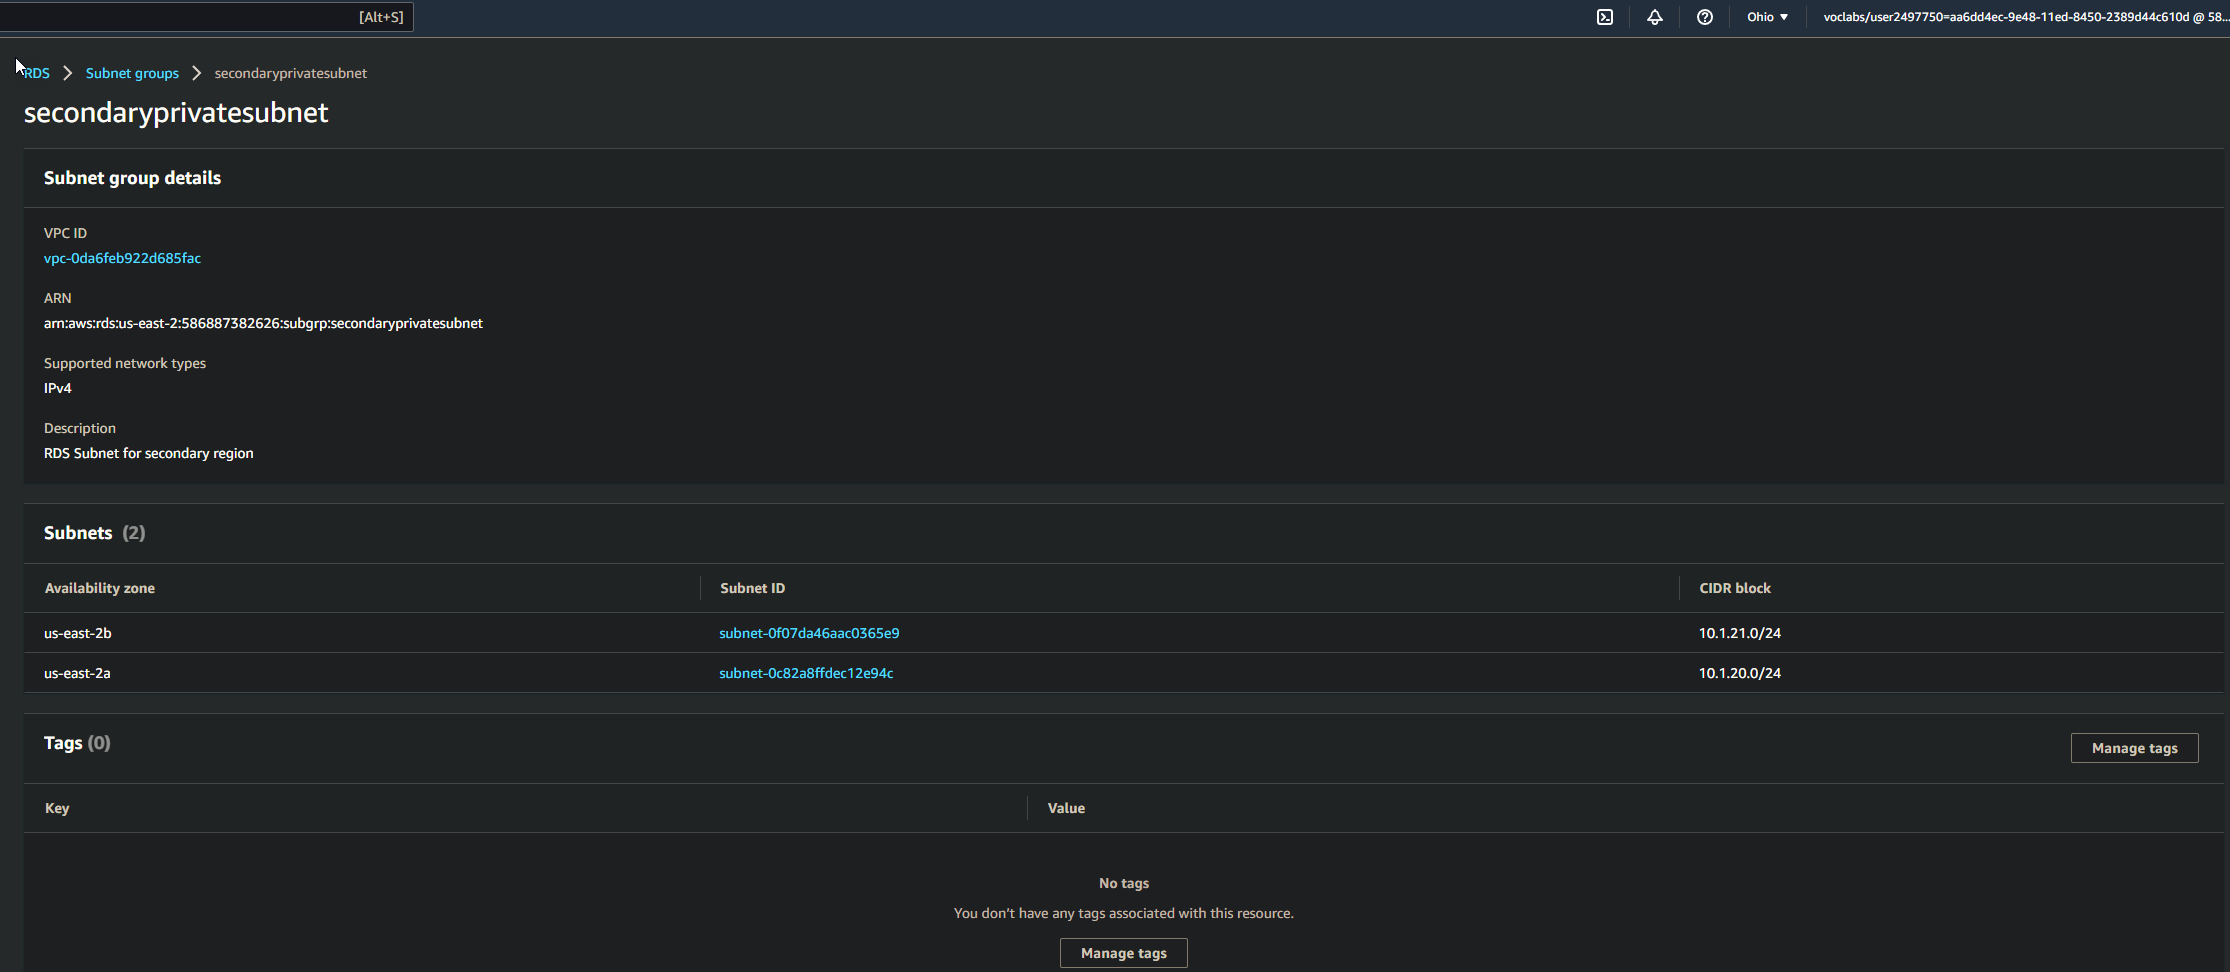 [Alt+S]
Ohio ▼
voclabs/user2497750=aa6dd4ec-9e48-11ed-8450-2389d44c610d @ 58...
RDS > Subnet groups > secondaryprivatesubnet
secondaryprivatesubnet
Subnet group details
VPC ID
vpc-0da6feb922d685fac
ARN
arn:aws:rds:us-east-2:586887382626:subgrp:secondaryprivatesubnet
Supported network types
IPv4
Description
RDS Subnet for secondary region
Subnets (2)
Availability zone Subnet ID CIDR block
us-east-2b subnet-0f07da46aac0365e9 10.1.21.0/24
us-east-2a subnet-0c82a8ffdec12e94c 10.1.20.0/24
Tags (0)
Manage tags
Key Value
No tags
You don't have any tags associated with this resource.
Manage tags